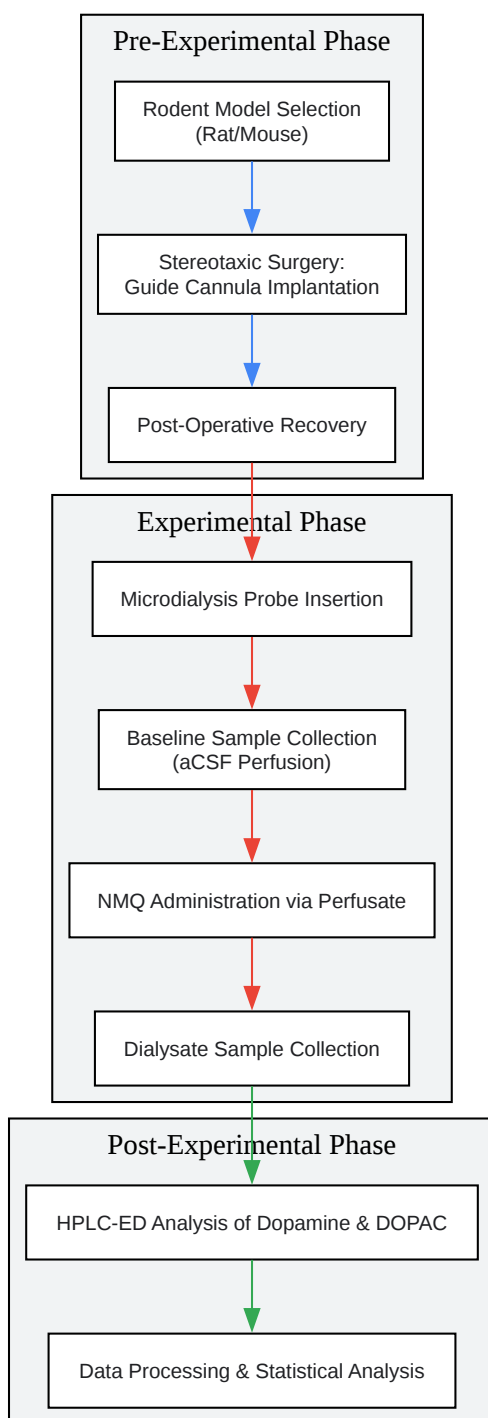 Pre-Experimental Phase
Rodent Model Selection
(Rat/Mouse)
Stereotaxic Surgery:
Guide Cannula Implantation
Post-Operative Recovery
Experimental Phase
Microdialysis Probe Insertion
Baseline Sample Collection
(aCSF Perfusion)
NMQ Administration via Perfusate
Dialysate Sample Collection
Post-Experimental Phase
HPLC-ED Analysis of Dopamine & DOPAC
Data Processing & Statistical Analysis